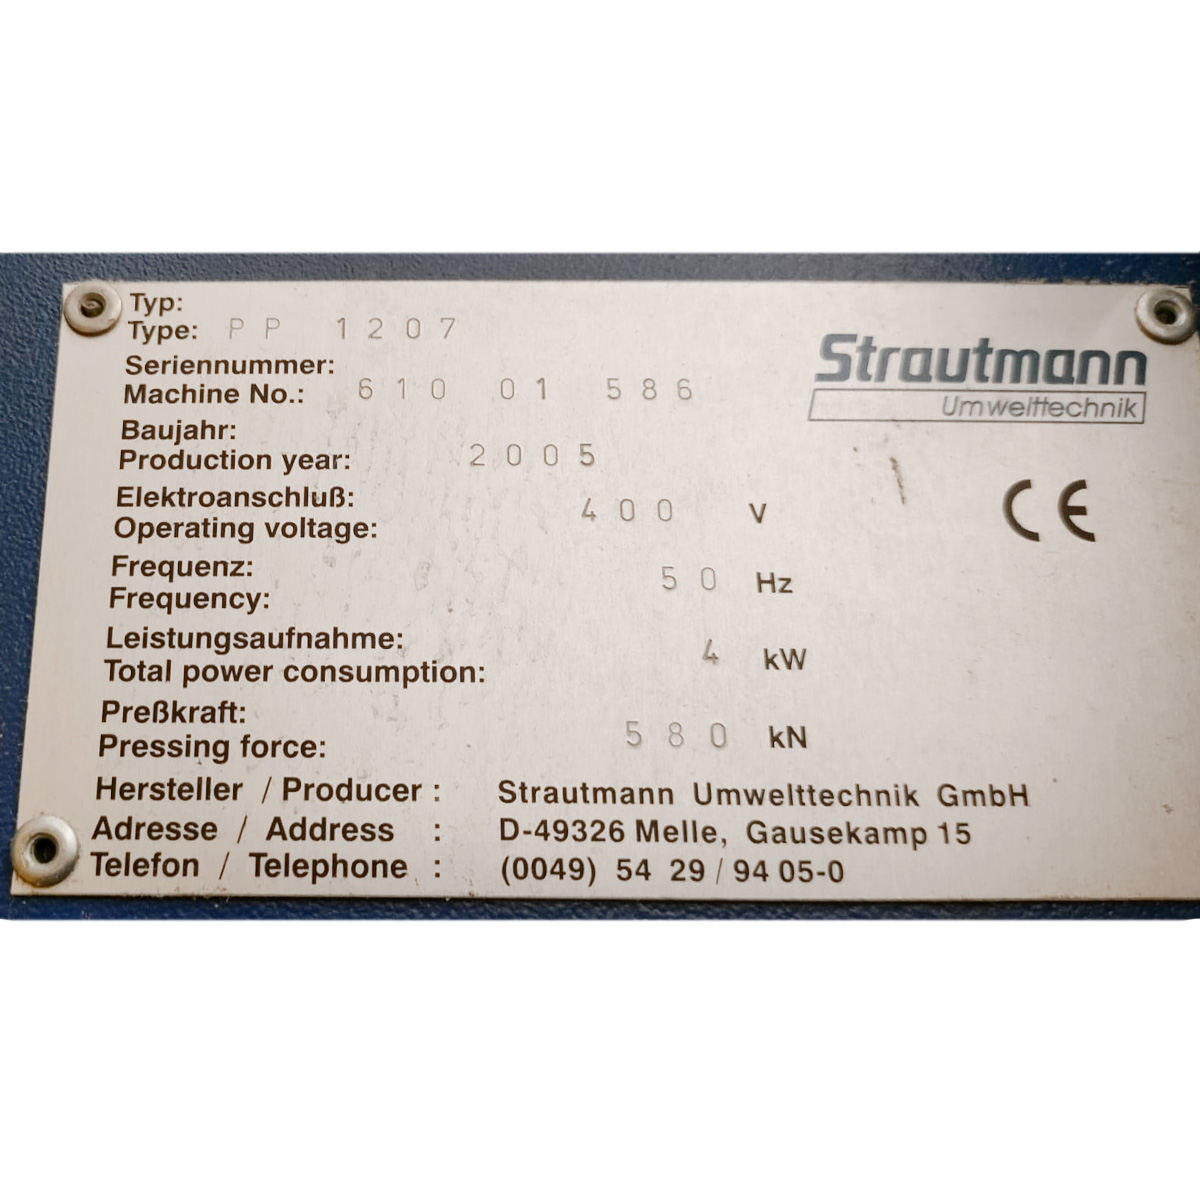 Typ:
Type: PP 1207
Seriennummer:
Machine No.: 610 01 586
Baujahr:
Production year: 2005
Elektroanschluß:
Operating voltage: 400 V
Frequenz:
Frequency: 50 Hz
Leistungsaufnahme:
Total power consumption: 4 kW
Preßkraft:
Pressing force: 580 kN
Hersteller / Producer : Strautmann Umwelttechnik GmbH
Adresse / Address : D-49326 Melle, Gausekamp 15
Telefon / Telephone : (0049) 54 29 / 94 05-0
Strautmann
Umwelttechnik
CE